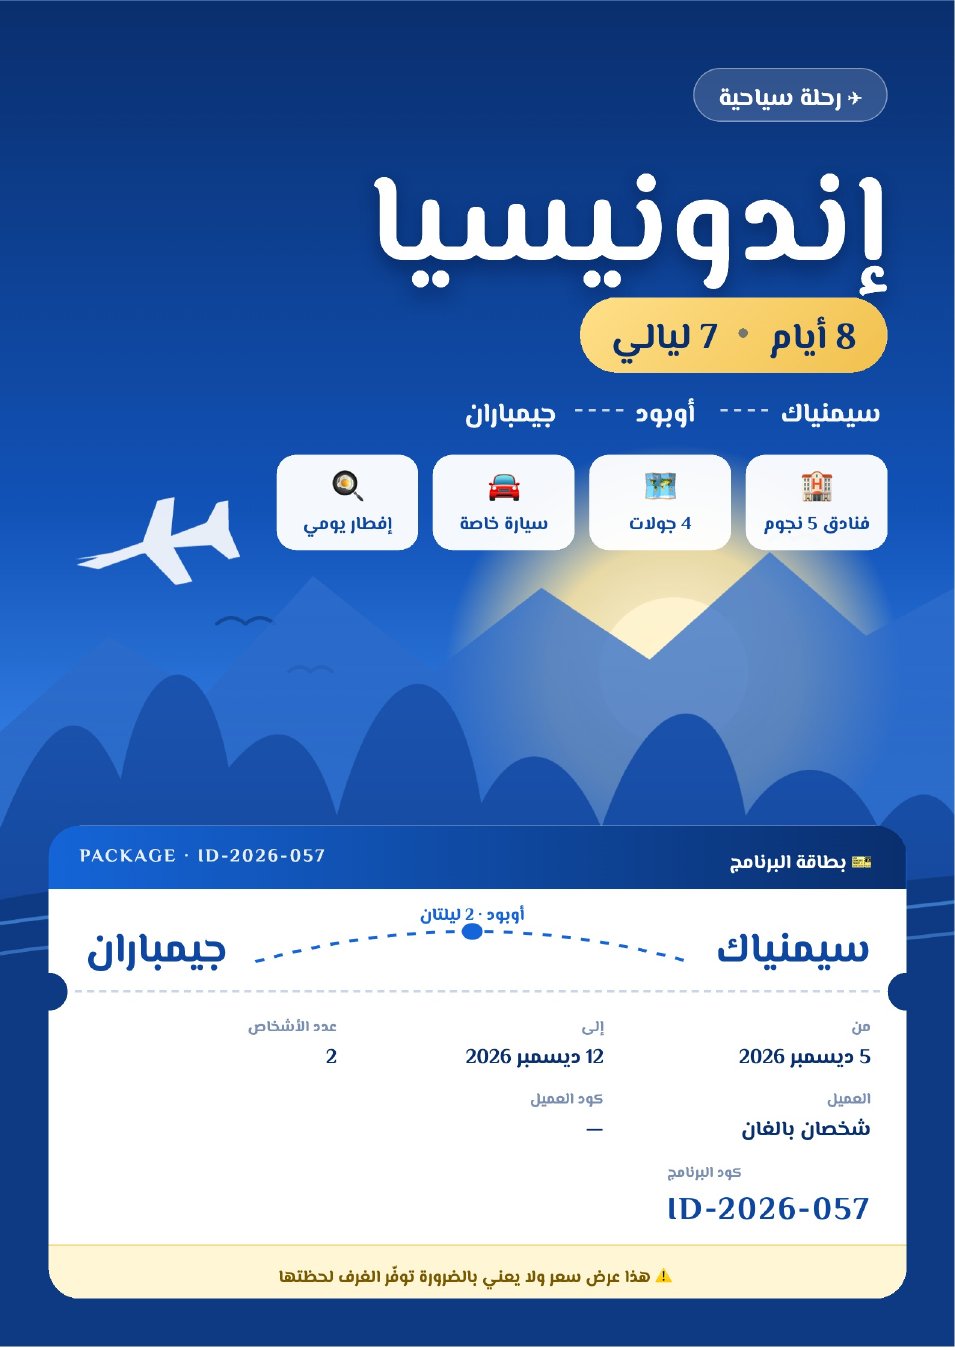 ✈ رحلة سياحية
إندونيسيا
8 أيام • 7 ليالي
سيمنياك ---- أوبود ---- جيمباران
فنادق 5 نجوم
4 جولات
سيارة خاصة
إفطار يومي
🎫 بطاقة البرنامج
PACKAGE · ID-2026-057
أوبود · 2 ليلتان
سيمنياك
جيمباران
من
إلى
عدد الأشخاص
5 ديسمبر 2026
12 ديسمبر 2026
2
العميل
كود العميل
شخصان بالغان
—
كود البرنامج
ID-2026-057
⚠️ هذا عرض سعر ولا يعني بالضرورة توفّر الغرف لحظتها